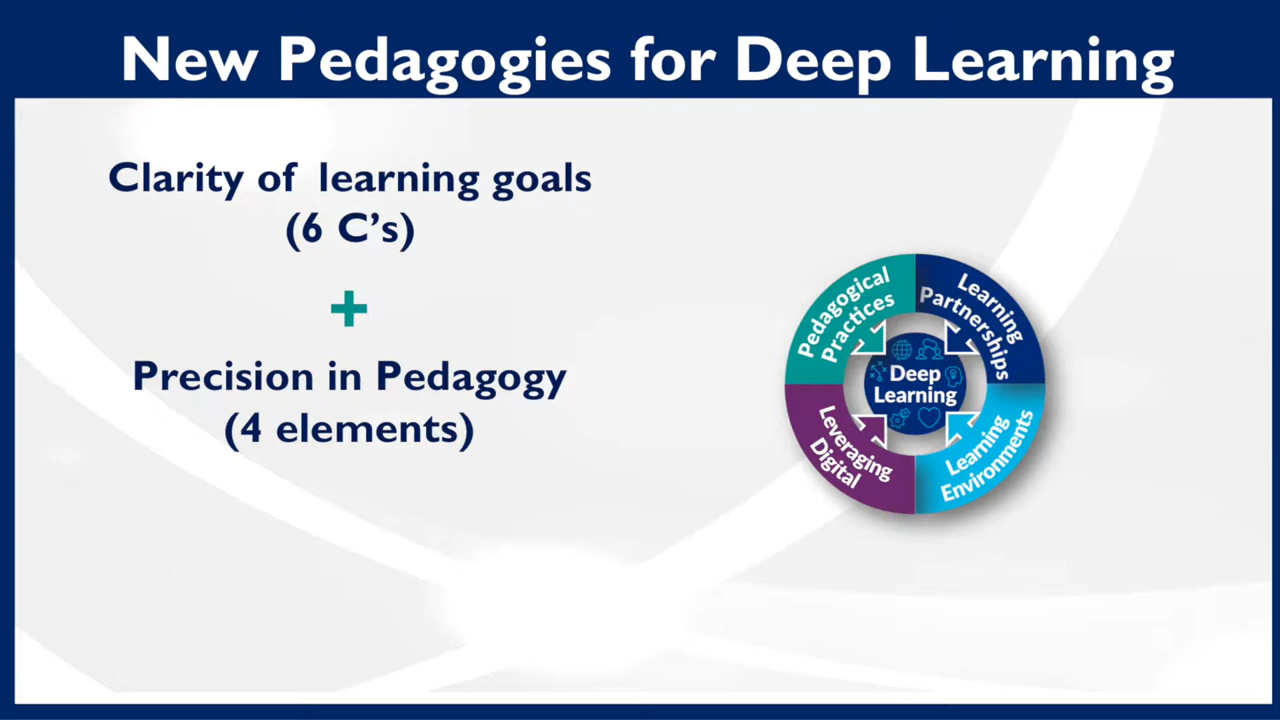 New Pedagogies for Deep Learning
Clarity of learning goals
(6 C’s)
+
Precision in Pedagogy
(4 elements)
Pedagogical
Practices
Learning
Partnerships
Deep
Learning
Leveraging
Digital
Learning
Environments